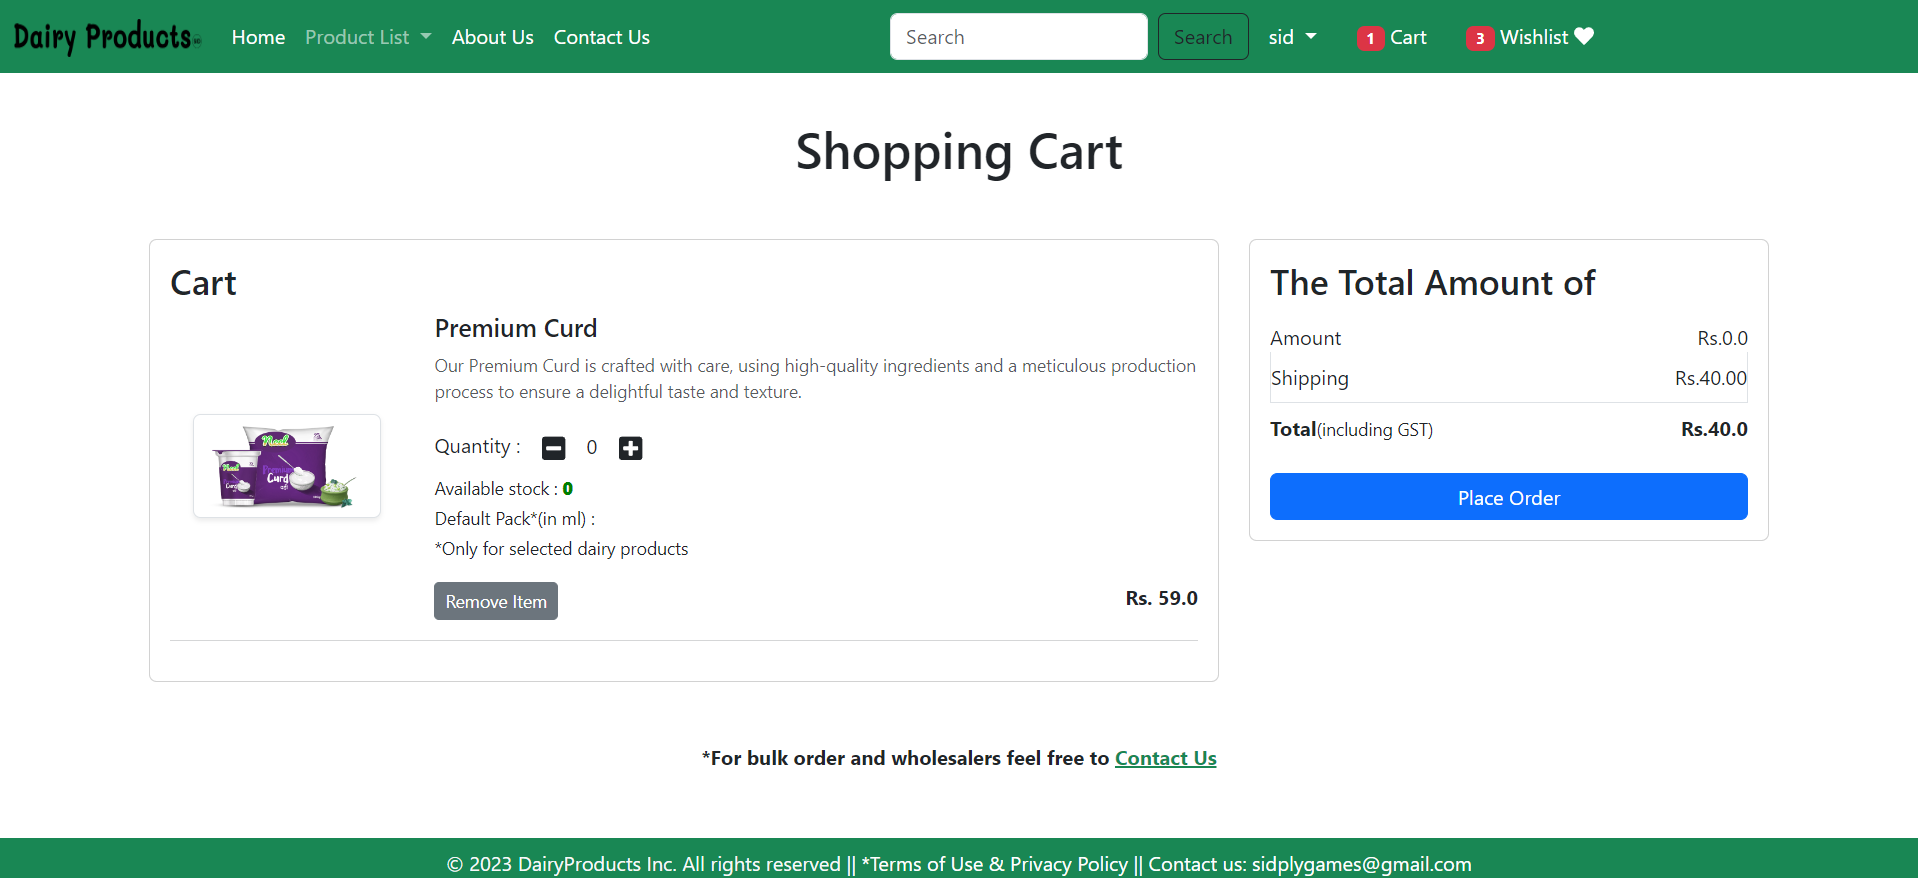 Dairy Products
Home Product List About Us Contact Us Search Search sid 1 Cart 3 Wishlist
Shopping Cart
Cart
Premium Curd
Our Premium Curd is crafted with care, using high-quality ingredients and a meticulous production
process to ensure a delightful taste and texture.
Neel
Premium
Curd
Neel
Curd
Quantity : 0
Available stock : 0
Default Pack*(in ml) :
*Only for selected dairy products
Remove Item Rs. 59.0
The Total Amount of
Amount Rs.0.0
Shipping Rs.40.00
Total(including GST) Rs.40.0
Place Order
*For bulk order and wholesalers feel free to Contact Us
© 2023 DairyProducts Inc. All rights reserved || *Terms of Use & Privacy Policy || Contact us: sidplygames@gmail.com